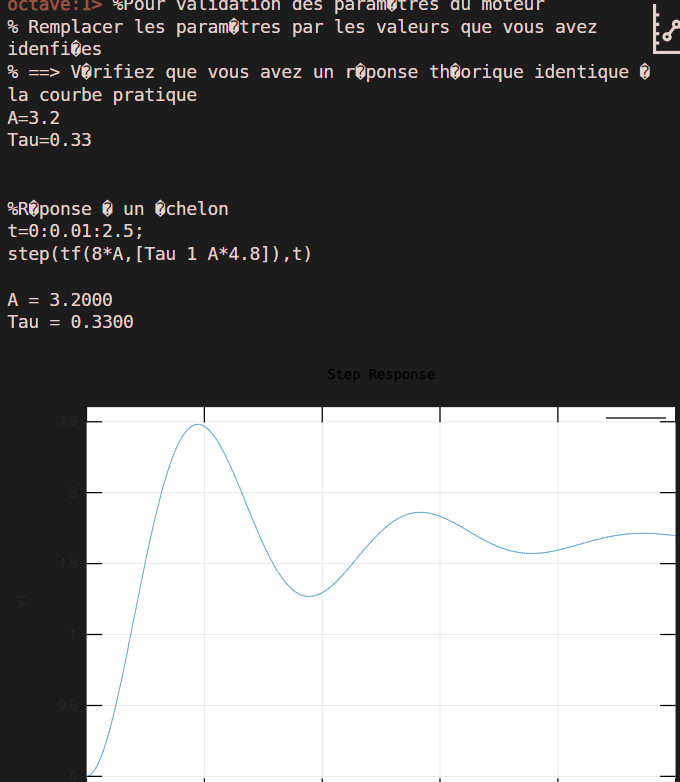 octave:1> %Pour validation des param�tres du moteur
% Remplacer les param�tres par les valeurs que vous avez
idenfi�es
% ==> V�rifiez que vous avez un r�ponse th�orique identique �
la courbe pratique
A=3.2
Tau=0.33
%R�ponse � un �chelon
t=0:0.01:2.5;
step(tf(8*A,[Tau 1 A*4.8]),t)
A = 3.2000
Tau = 0.3300
Step Response
2.5
2
1.5
y1
1
0.5
0